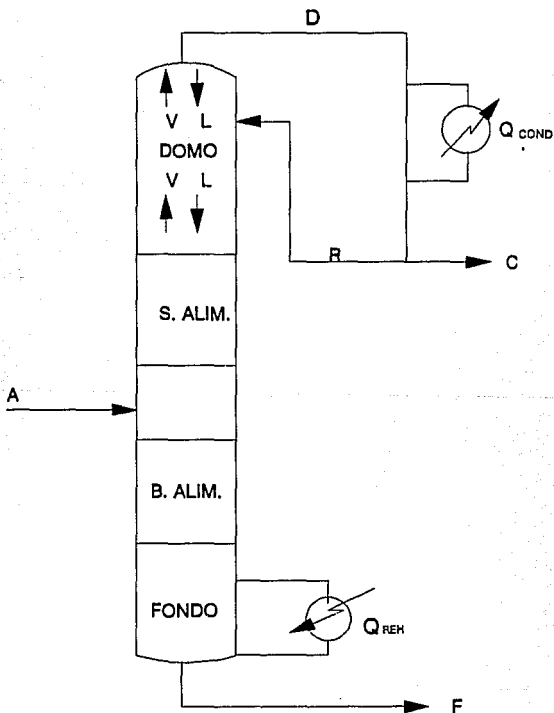 D
V L
DOMO
V L
Q COND
R
C
S. ALIM.
A
B. ALIM.
FONDO
Q REH
F